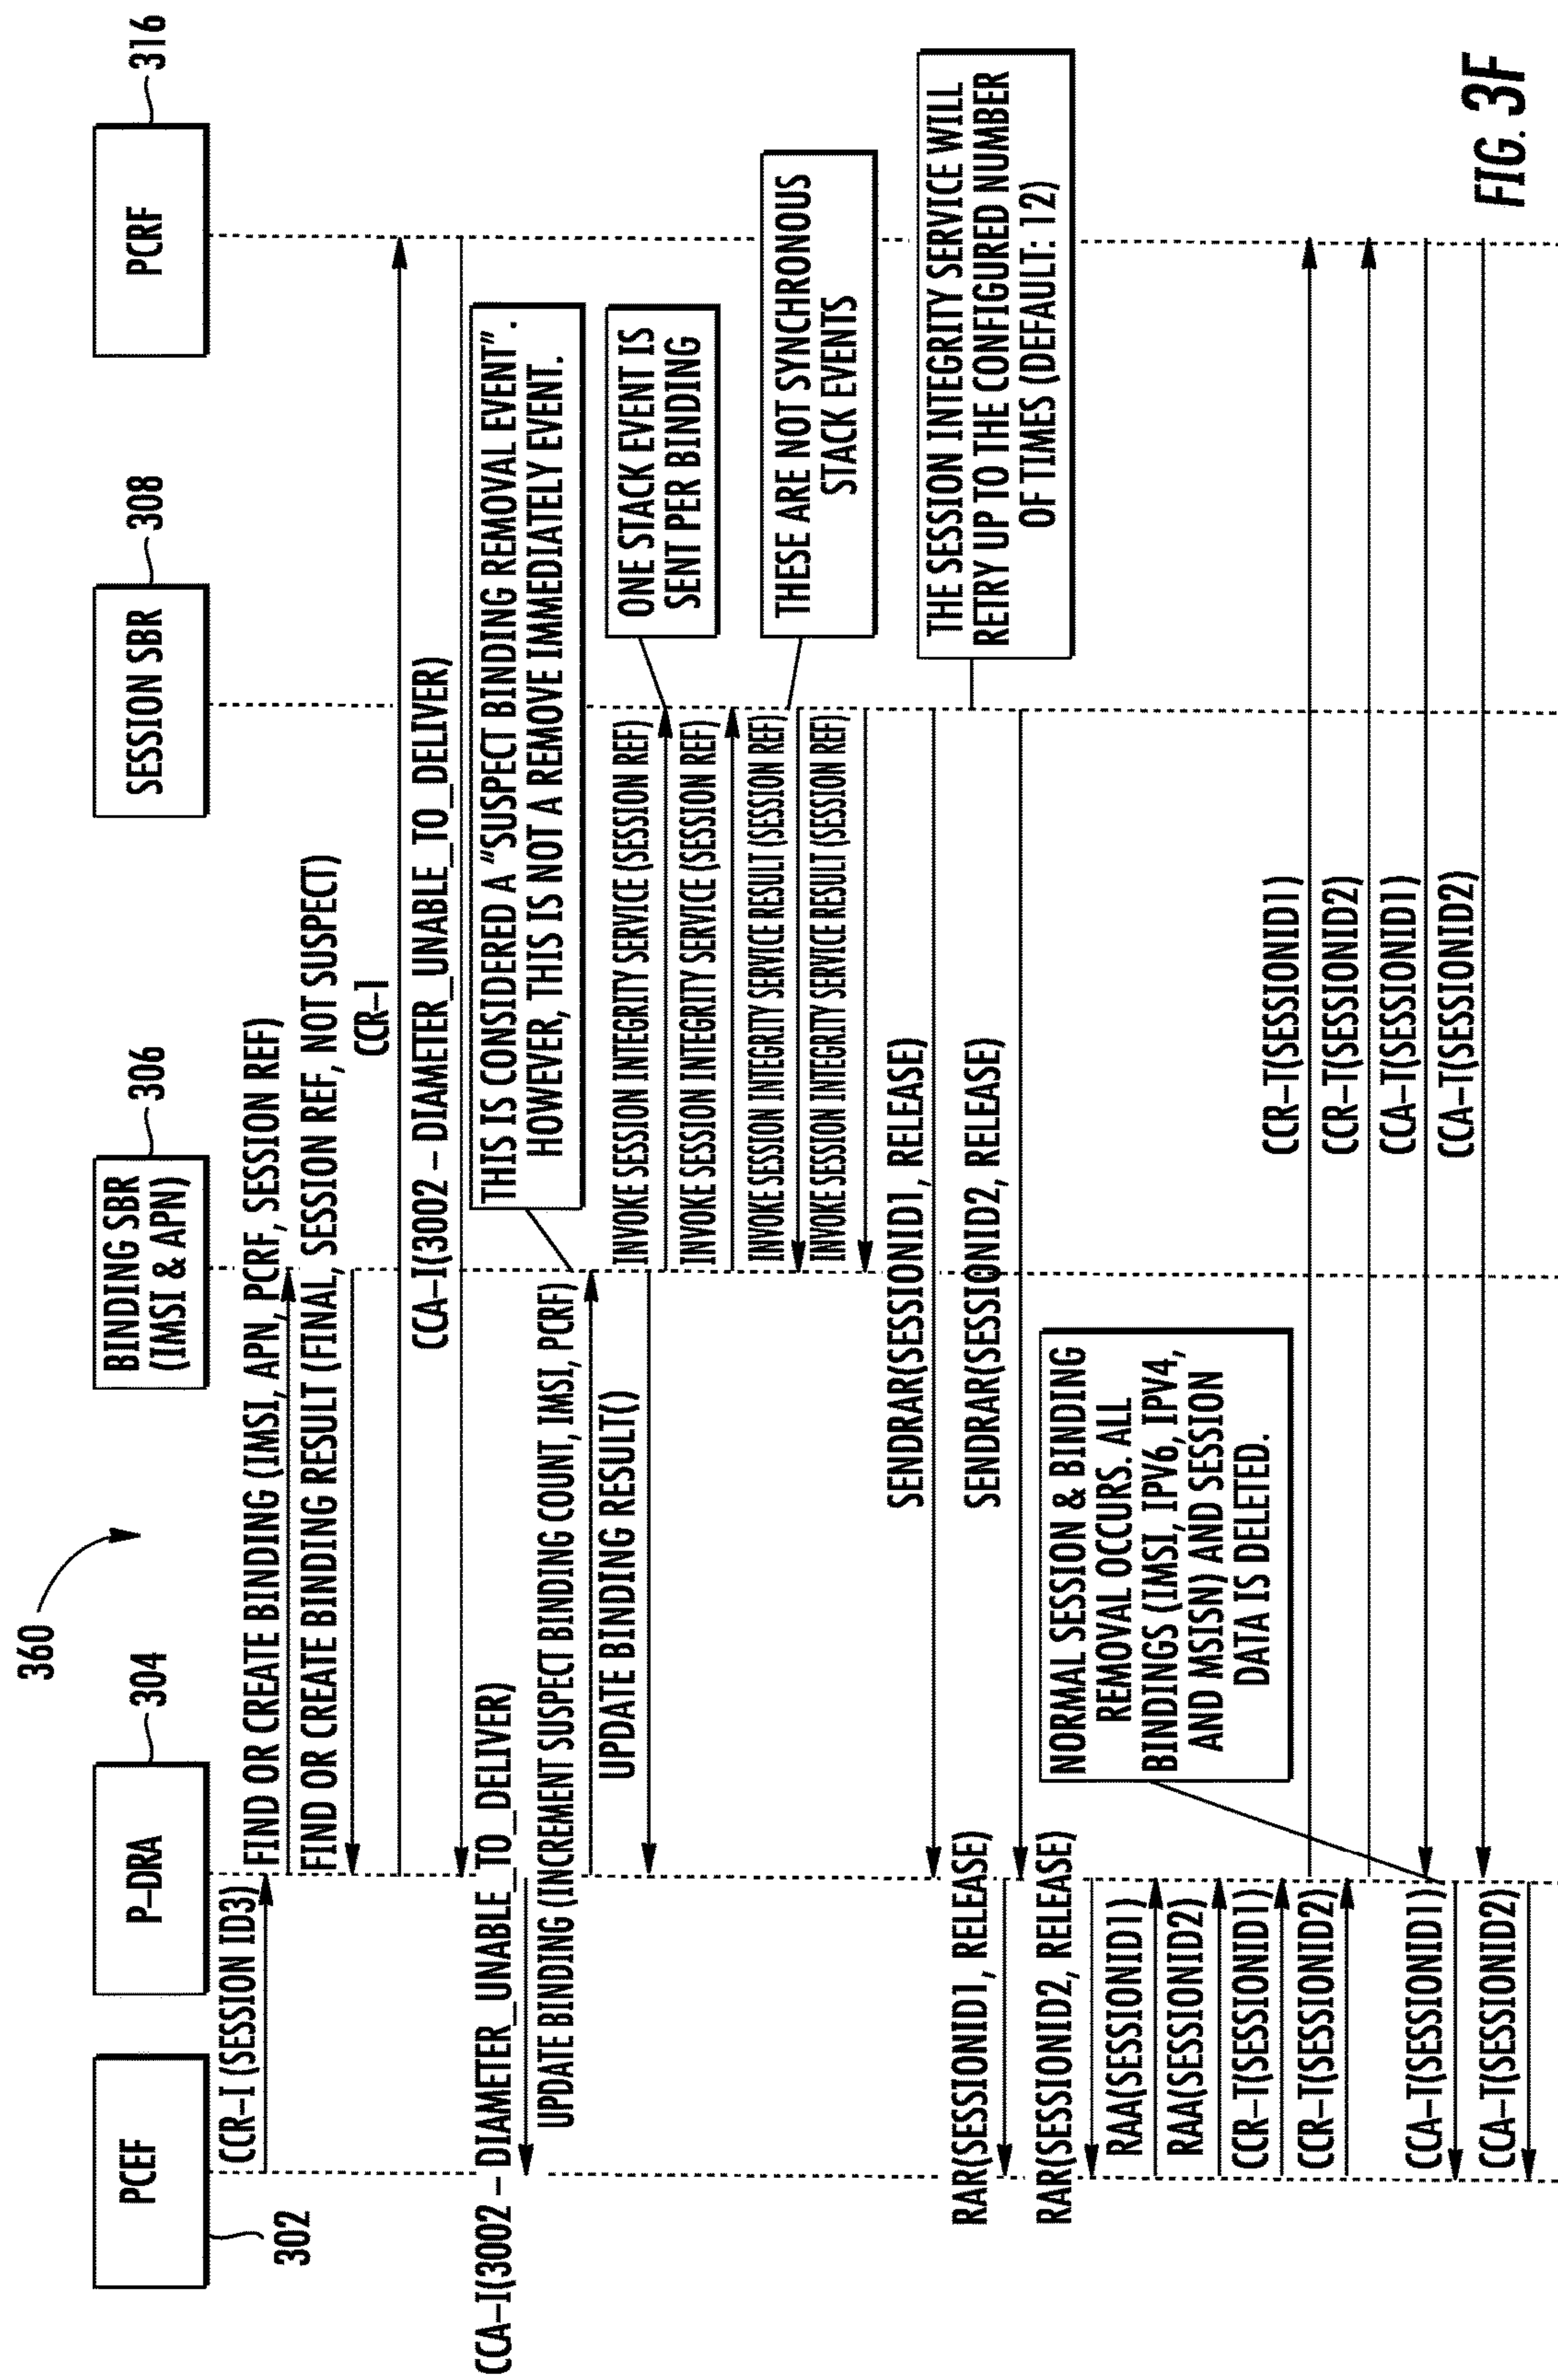 360
PCEF
302
P-DRA
304
BINDING SBR
(IMSI & APN)
306
SESSION SBR
308
PCRF
316
CCR-I (SESSION ID3)
FIND OR CREATE BINDING (IMSI, APN, PCRF, SESSION REF)
FIND OR CREATE BINDING RESULT (FINAL, SESSION REF, NOT SUSPECT)
CCR-I
CCA-I(3002 - DIAMETER_UNABLE_TO_DELIVER)
CCA-I(3002 - DIAMETER_UNABLE_TO_DELIVER)
THIS IS CONSIDERED A "SUSPECT BINDING REMOVAL EVENT".
HOWEVER, THIS IS NOT A REMOVE IMMEDIATELY EVENT.
UPDATE BINDING (INCREMENT SUSPECT BINDING COUNT, IMSI, PCRF)
UPDATE BINDING RESULT()
INVOKE SESSION INTEGRITY SERVICE (SESSION REF)
ONE STACK EVENT IS
SENT PER BINDING
INVOKE SESSION INTEGRITY SERVICE (SESSION REF)
INVOKE SESSION INTEGRITY SERVICE RESULT (SESSION REF)
THESE ARE NOT SYNCHRONOUS
STACK EVENTS
INVOKE SESSION INTEGRITY SERVICE RESULT (SESSION REF)
SENDRAR(SESSIONID1, RELEASE)
THE SESSION INTEGRITY SERVICE WILL
RETRY UP TO THE CONFIGURED NUMBER
OF TIMES (DEFAULT: 12)
RAR(SESSIONID1, RELEASE)
SENDRAR(SESSIONID2, RELEASE)
RAR(SESSIONID2, RELEASE)
NORMAL SESSION & BINDING
REMOVAL OCCURS. ALL
BINDINGS (IMSI, IPV6, IPV4,
AND MSISN) AND SESSION
DATA IS DELETED.
RAA(SESSIONID1)
RAA(SESSIONID2)
CCR-T(SESSIONID1)
CCR-T(SESSIONID1)
CCR-T(SESSIONID2)
CCR-T(SESSIONID2)
CCA-T(SESSIONID1)
CCA-T(SESSIONID1)
CCA-T(SESSIONID2)
CCA-T(SESSIONID2)
FIG. 3F